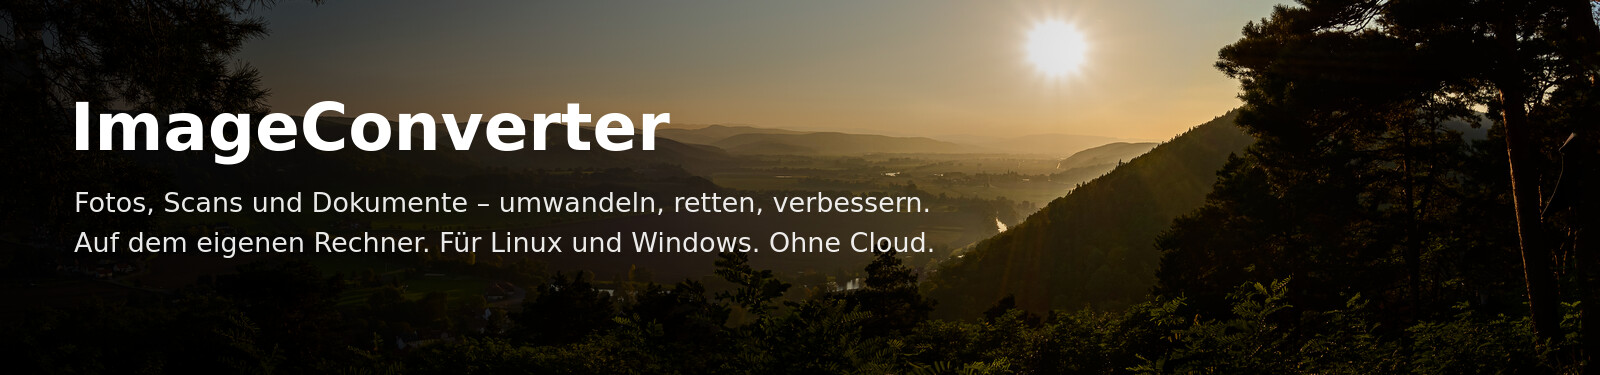 ImageConverter
Fotos, Scans und Dokumente – umwandeln, retten, verbessern.
Auf dem eigenen Rechner. Für Linux und Windows. Ohne Cloud.